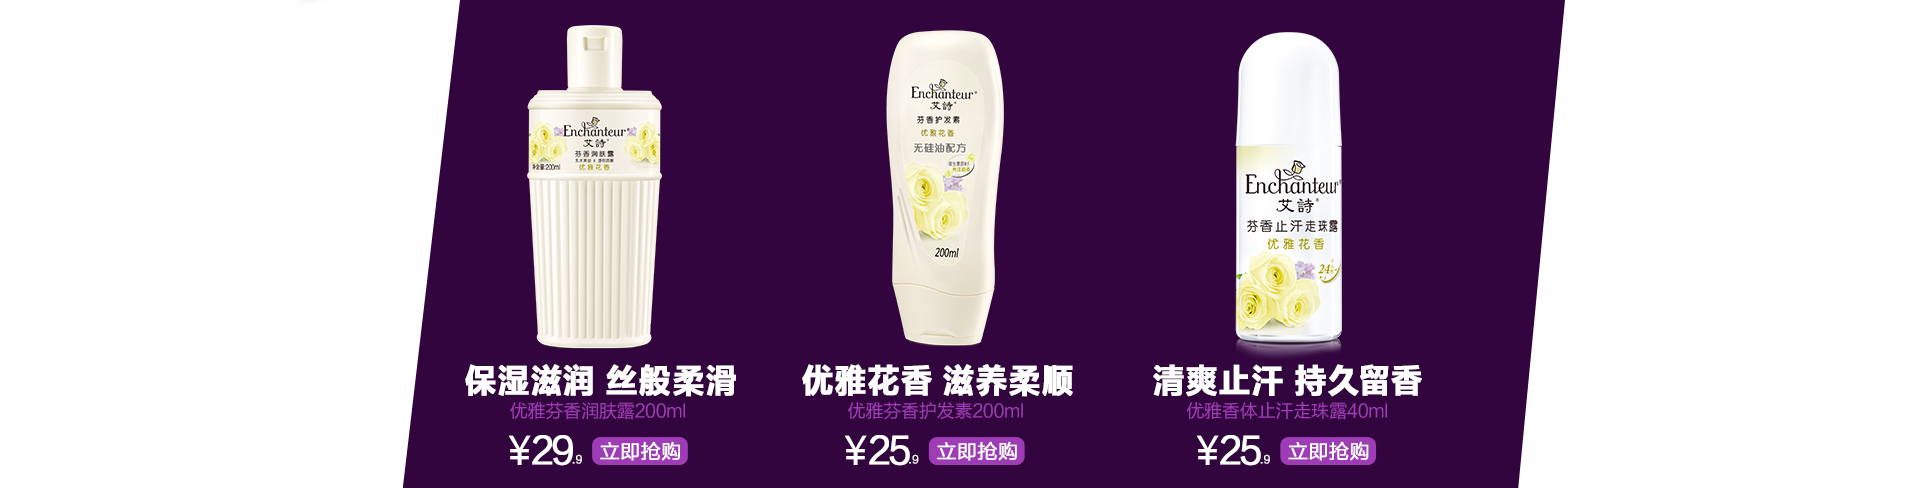 Enchanteur®
艾詩®
芬香润肤露
净含量:200ml
优雅花香
Enchanteur®
艾詩®
芬香护发素
优雅花香
无硅油配方
200ml
Enchanteur®
艾詩®
芬香止汗走珠露
优雅花香
24
保湿滋润 丝般柔滑
优雅芬香润肤露200ml
¥29.9 立即抢购
优雅花香 滋养柔顺
优雅芬香护发素200ml
¥25.9 立即抢购
清爽止汗 持久留香
优雅香体止汗走珠露40ml
¥25.9 立即抢购